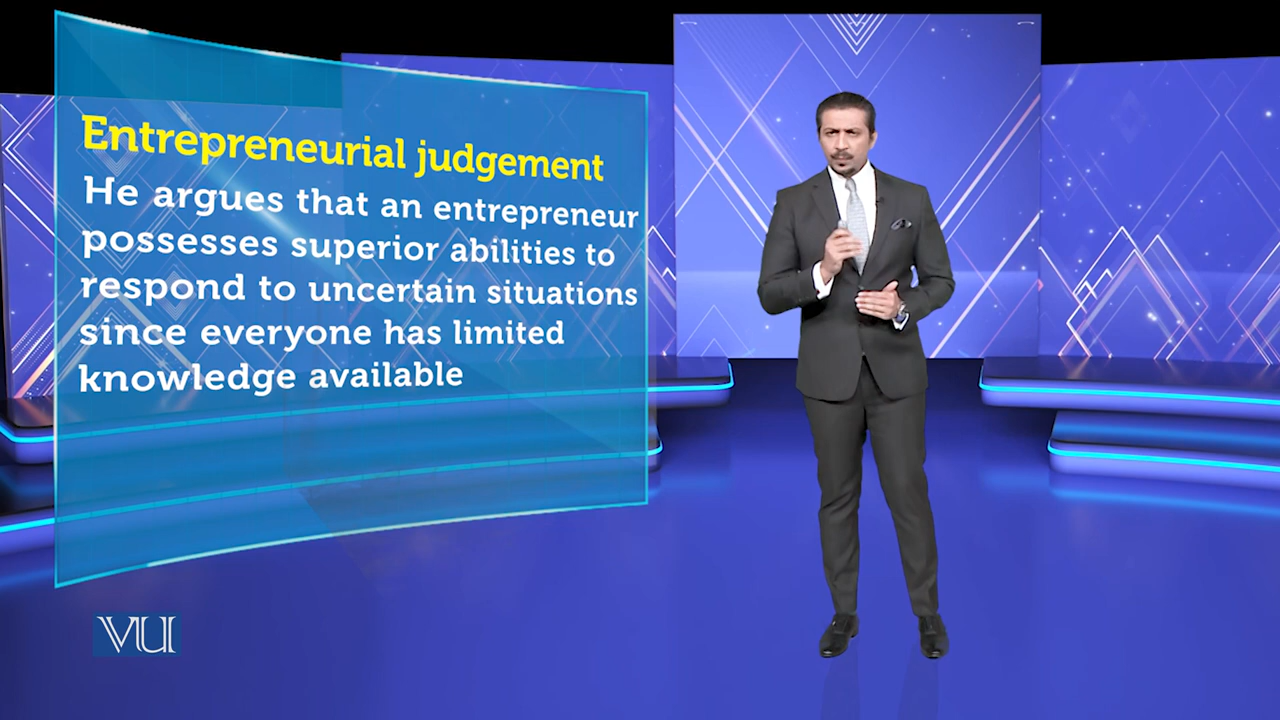 Entrepreneurial judgement
He argues that an entrepreneur
possesses superior abilities to
respond to uncertain situations
since everyone has limited
knowledge available
VU